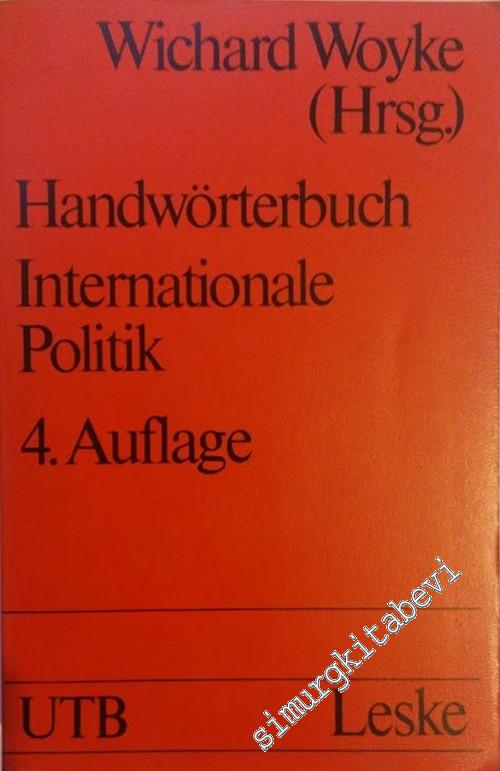 Wichard Woyke
(Hrsg.)
Handwörterbuch
Internationale
Politik
4. Auflage
UTB
Leske
simurgkitabevi